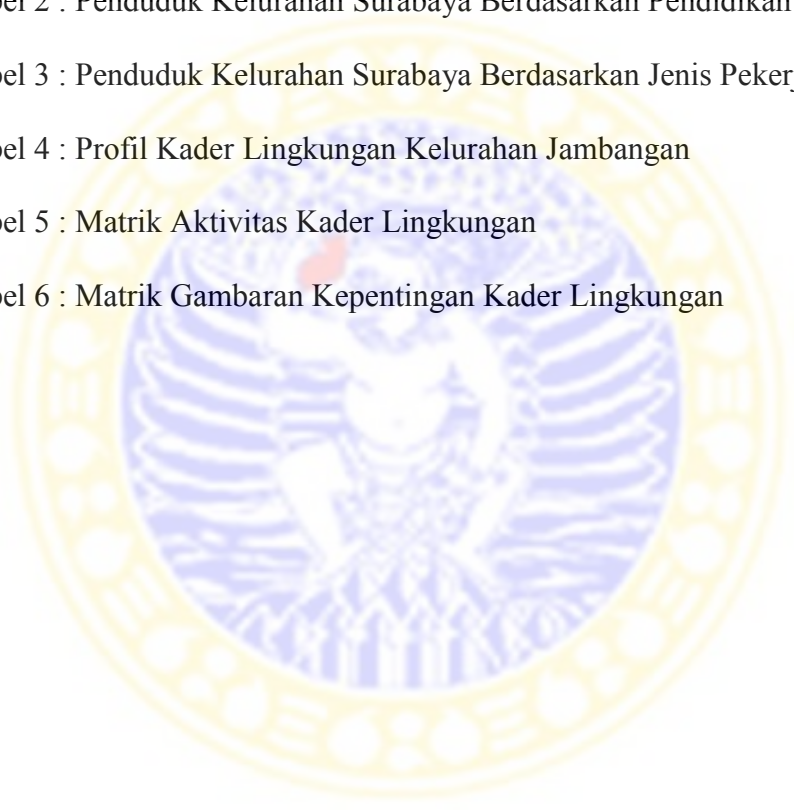 bel 2 : Penduduk Kelurahan Surabaya Berdasarkan Pendidikan
bel 3 : Penduduk Kelurahan Surabaya Berdasarkan Jenis Pekerj
bel 4 : Profil Kader Lingkungan Kelurahan Jambangan
bel 5 : Matrik Aktivitas Kader Lingkungan
bel 6 : Matrik Gambaran Kepentingan Kader Lingkungan